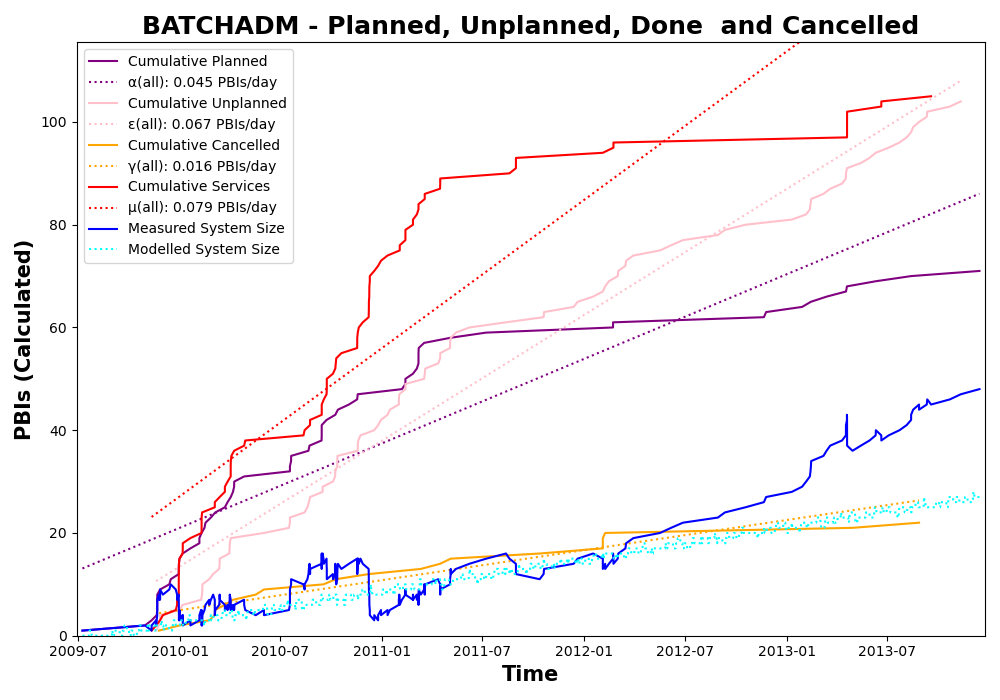 BATCHADM - Planned, Unplanned, Done  and Cancelled
Cumulative Planned
α(all): 0.045 PBIs/day
Cumulative Unplanned
ε(all): 0.067 PBIs/day
Cumulative Cancelled
γ(all): 0.016 PBIs/day
Cumulative Services
μ(all): 0.079 PBIs/day
Measured System Size
Modelled System Size
PBIs (Calculated)
100
80
60
40
20
0
2009-07 2010-01 2010-07 2011-01 2011-07 2012-01 2012-07 2013-01 2013-07
Time